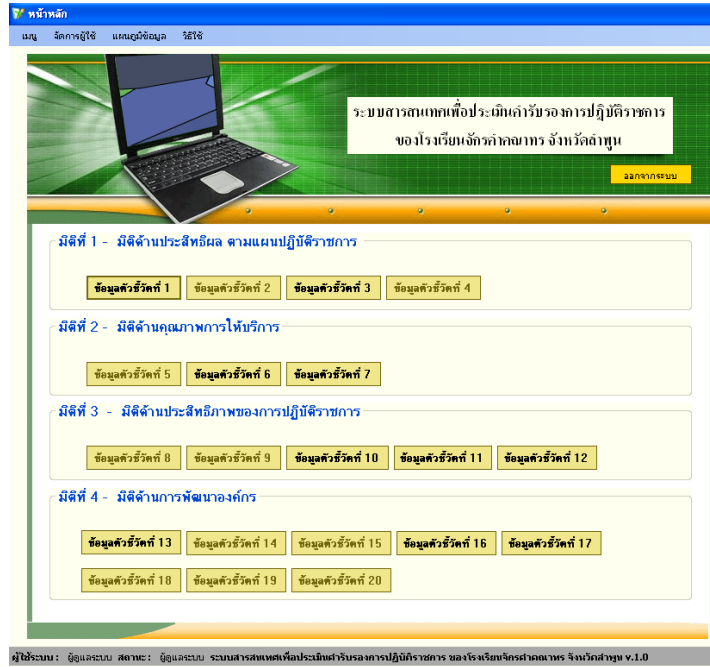 หน้าหลัก
เมนู จัดการผู้ใช้ แผนภูมิข้อมูล วิธีใช้
ระบบสารสนเทศเพื่อประเมินคำรับรองการปฏิบัติราชการ
ของโรงเรียนจักรคำคณาทร จังหวัดลำพูน
ออกจากระบบ
มิติที่ 1 - มิติด้านประสิทธิผล ตามแผนปฏิบัติราชการ
ข้อมูลตัวชี้วัดที่ 1 ข้อมูลตัวชี้วัดที่ 2 ข้อมูลตัวชี้วัดที่ 3 ข้อมูลตัวชี้วัดที่ 4
มิติที่ 2 - มิติด้านคุณภาพการให้บริการ
ข้อมูลตัวชี้วัดที่ 5 ข้อมูลตัวชี้วัดที่ 6 ข้อมูลตัวชี้วัดที่ 7
มิติที่ 3 - มิติด้านประสิทธิภาพของการปฏิบัติราชการ
ข้อมูลตัวชี้วัดที่ 8 ข้อมูลตัวชี้วัดที่ 9 ข้อมูลตัวชี้วัดที่ 10 ข้อมูลตัวชี้วัดที่ 11 ข้อมูลตัวชี้วัดที่ 12
มิติที่ 4 - มิติด้านการพัฒนาองค์กร
ข้อมูลตัวชี้วัดที่ 13 ข้อมูลตัวชี้วัดที่ 14 ข้อมูลตัวชี้วัดที่ 15 ข้อมูลตัวชี้วัดที่ 16 ข้อมูลตัวชี้วัดที่ 17
ข้อมูลตัวชี้วัดที่ 18 ข้อมูลตัวชี้วัดที่ 19 ข้อมูลตัวชี้วัดที่ 20
ผู้ใช้ระบบ : ผู้ดูแลระบบ สถานะ : ผู้ดูแลระบบ ระบบสารสนเทศเพื่อประเมินคำรับรองการปฏิบัติราชการ ของโรงเรียนจักรคำคณาทร จังหวัดลำพูน v.1.0